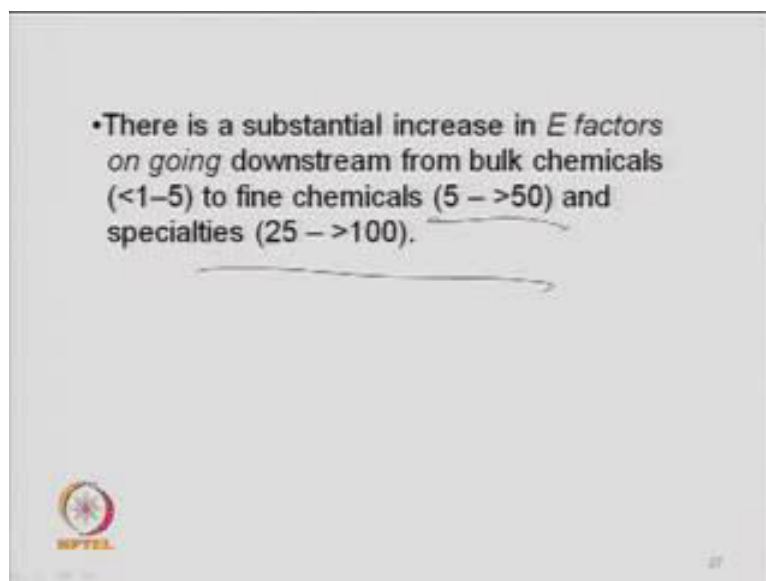 •There is a substantial increase in E factors
on going downstream from bulk chemicals
(<1–5) to fine chemicals (5 – >50) and
specialties (25 – >100).
NPTEL